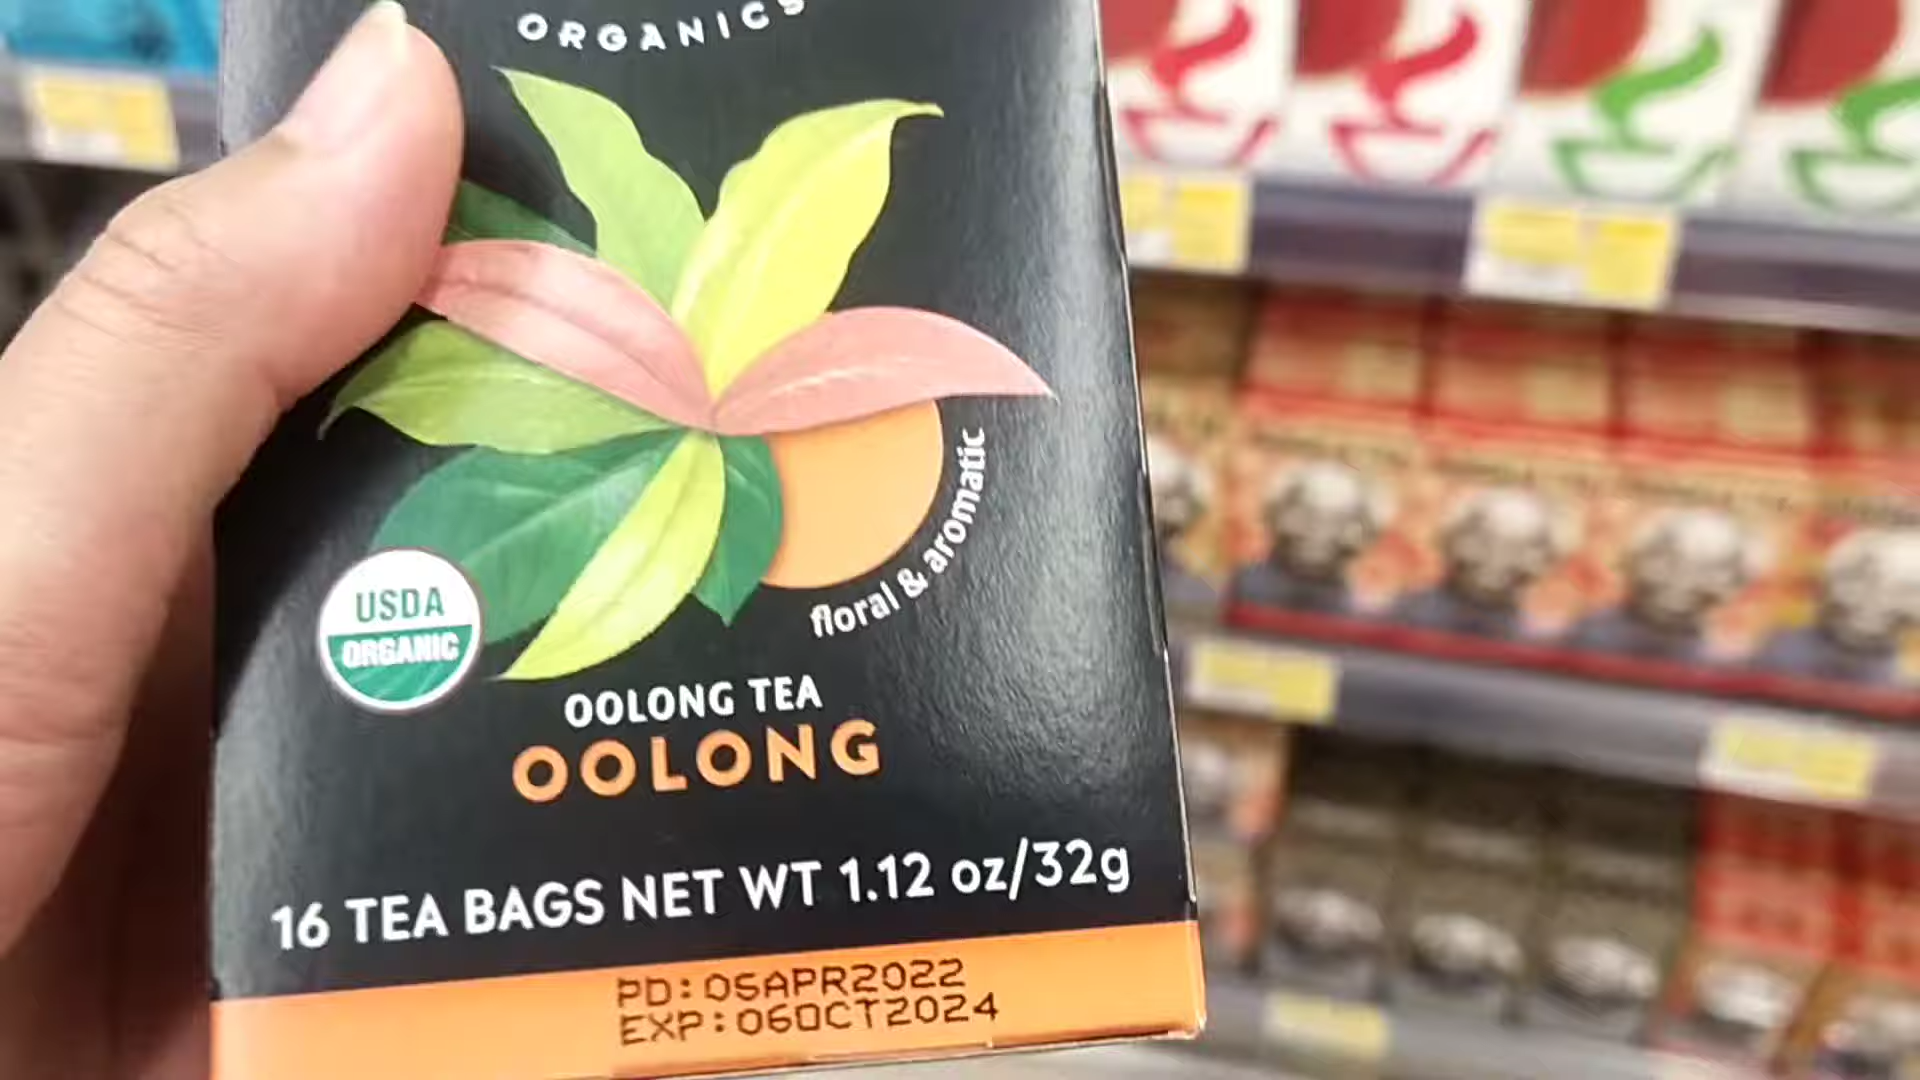 ORGANICS
floral & aromatic
USDA
ORGANIC
OOLONG TEA
OOLONG
16 TEA BAGS NET WT 1.12 oz/32g
PD:05APR2022
EXP:06OCT2024